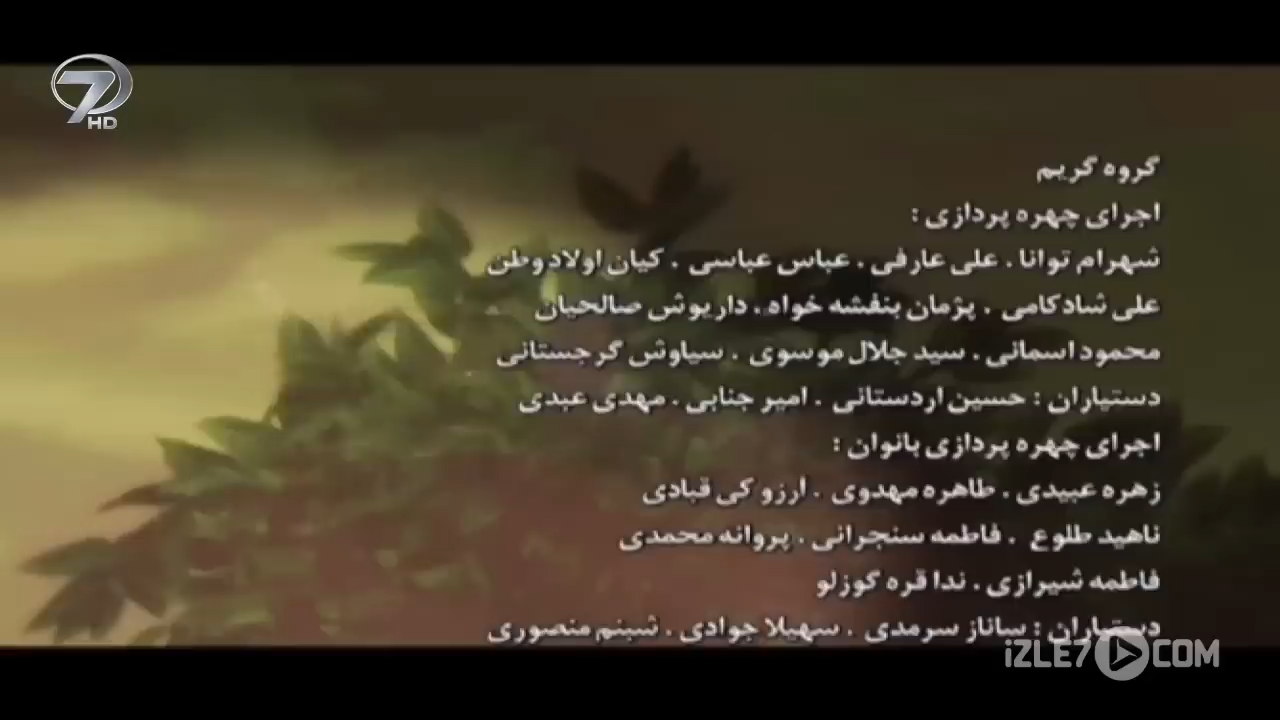 7 HD
گروه گریم
اجرای چهره پردازی :
شهرام توانا . علی عارفی . عباس عباسی . کیان اولادوطن
علی شادکامی . پژمان بنفشه خواه . داریوش صالحیان
محمود اسمانی . سید جلال موسوی . سیاوش گرجستانی
دستیاران : حسین اردستانی . امیر جنابی . مهدی عبدی
اجرای چهره پردازی بانوان :
زهره عبیدی . طاهره مهدوی . آرزو کی قبادی
ناهید طلوع . فاطمه سنجرانی . پروانه محمدی
فاطمه شیرازی . ندا قره گوزلو
دستیاران : ساناز سرمدی . سهیلا جوادی . شبنم منصوری
iZLE7.COM